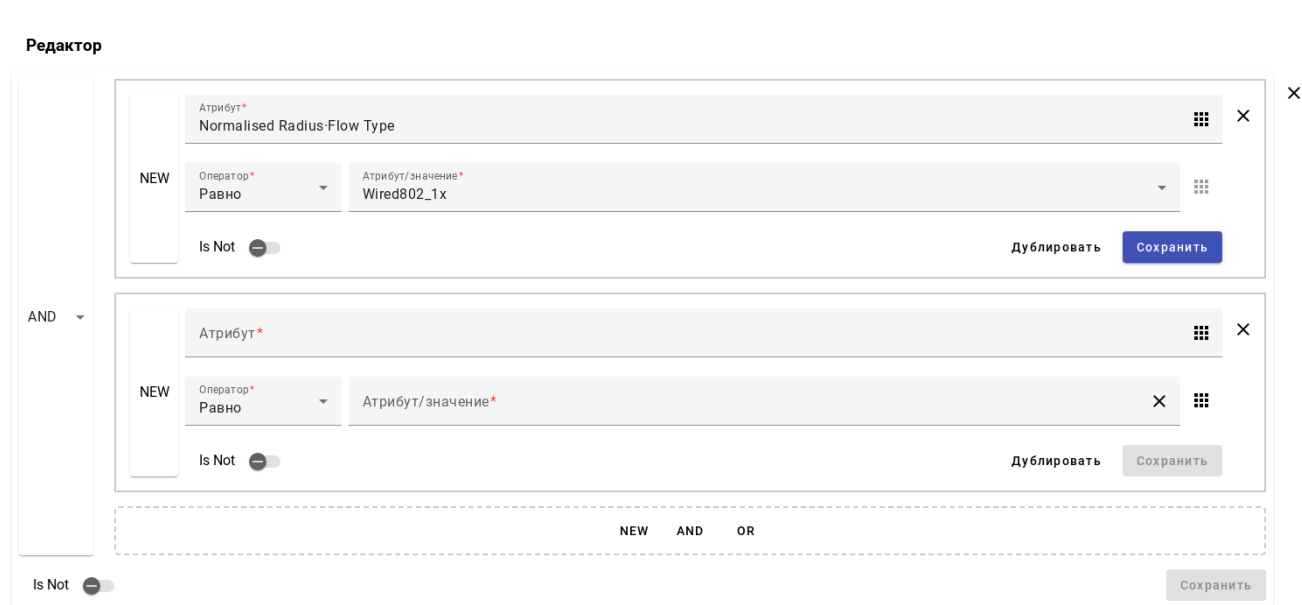 Редактор
Атрибут*
Normalised Radius·Flow Type
NEW
Оператор*
Равно
Атрибут/значение*
Wired802_1x
Is Not
Дублировать
Сохранить
AND
Атрибут*
NEW
Оператор*
Равно
Атрибут/значение*
Is Not
Дублировать
Сохранить
NEW AND OR
Is Not
Сохранить